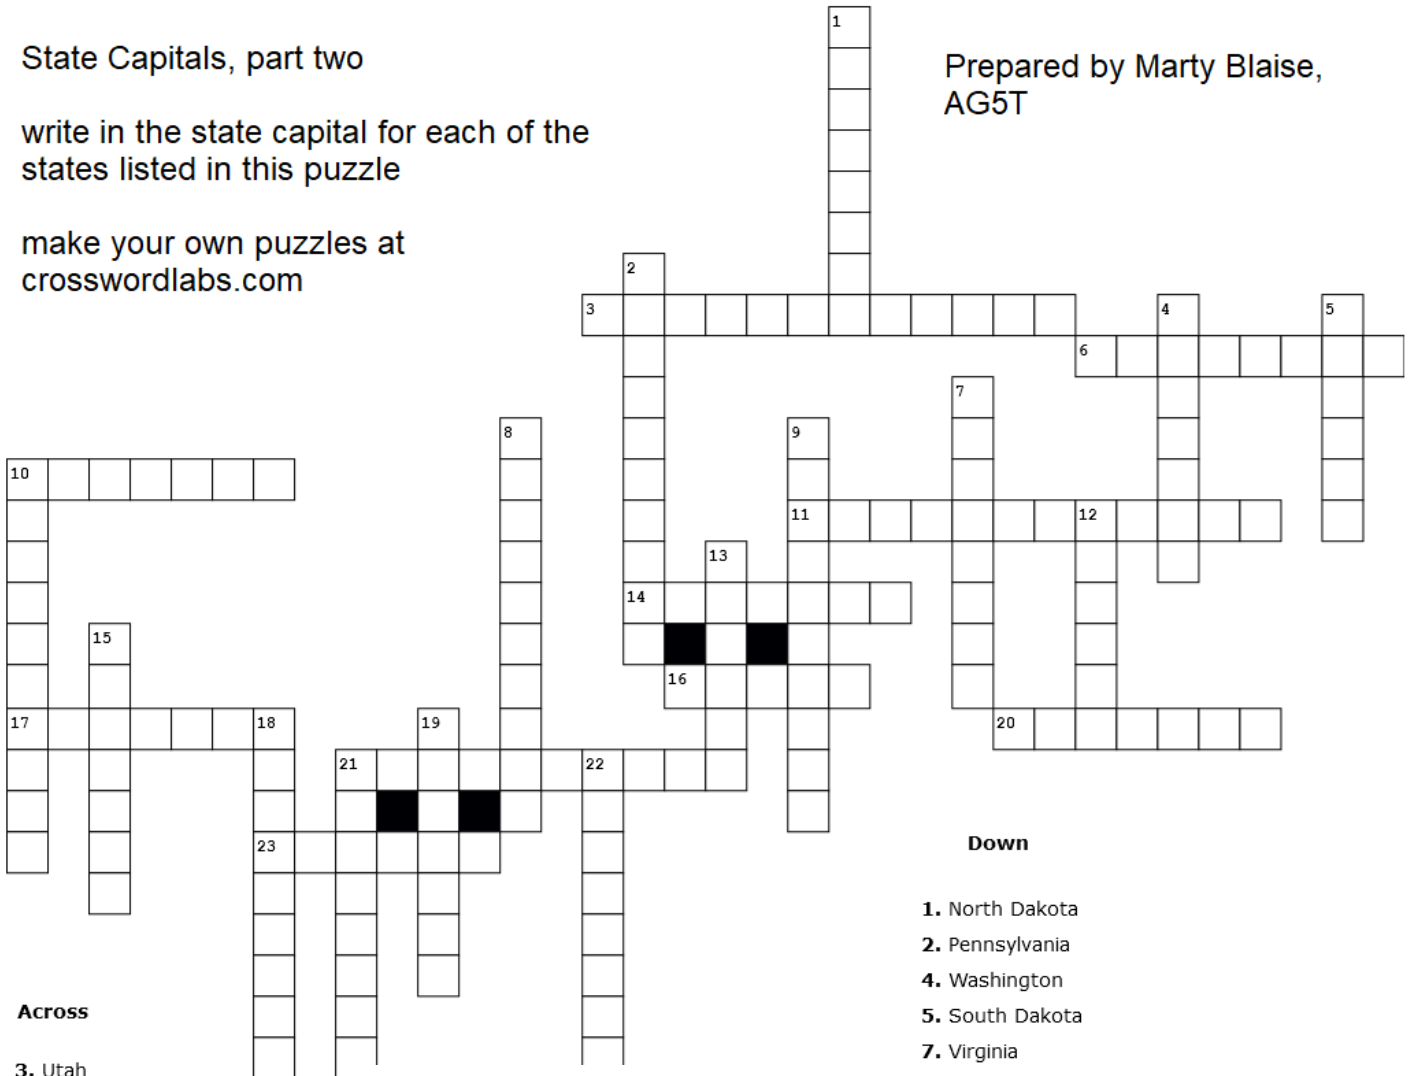 State Capitals, part two
write in the state capital for each of the
states listed in this puzzle
make your own puzzles at
crosswordlabs.com
Prepared by Marty Blaise,
AG5T
1
2
3
4
5
6
7
8
9
10
11
12
13
14
15
16
17
18
19
20
21
22
23
Down
1. North Dakota
2. Pennsylvania
4. Washington
5. South Dakota
7. Virginia
Across
3. Utah